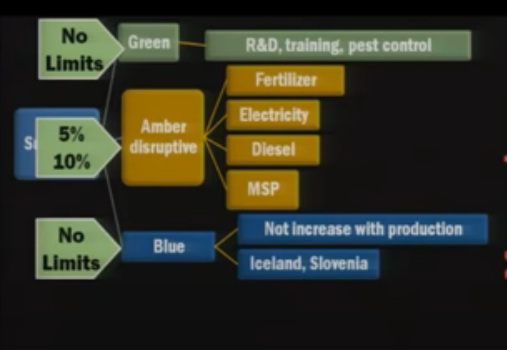 No
Limits
Green
R&D, training, pest control
Fertilizer
Electricity
5%
10%
Amber
disruptive
Diesel
MSP
No
Limits
Blue
Not increase with production
Iceland, Slovenia